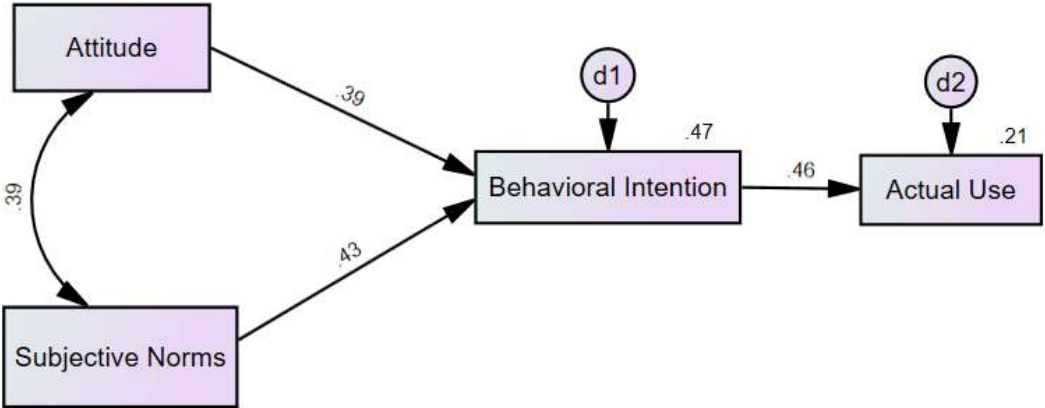 Attitude
d1
d2
.39
.47
.21
Behavioral Intention
.46
Actual Use
.39
.43
Subjective Norms